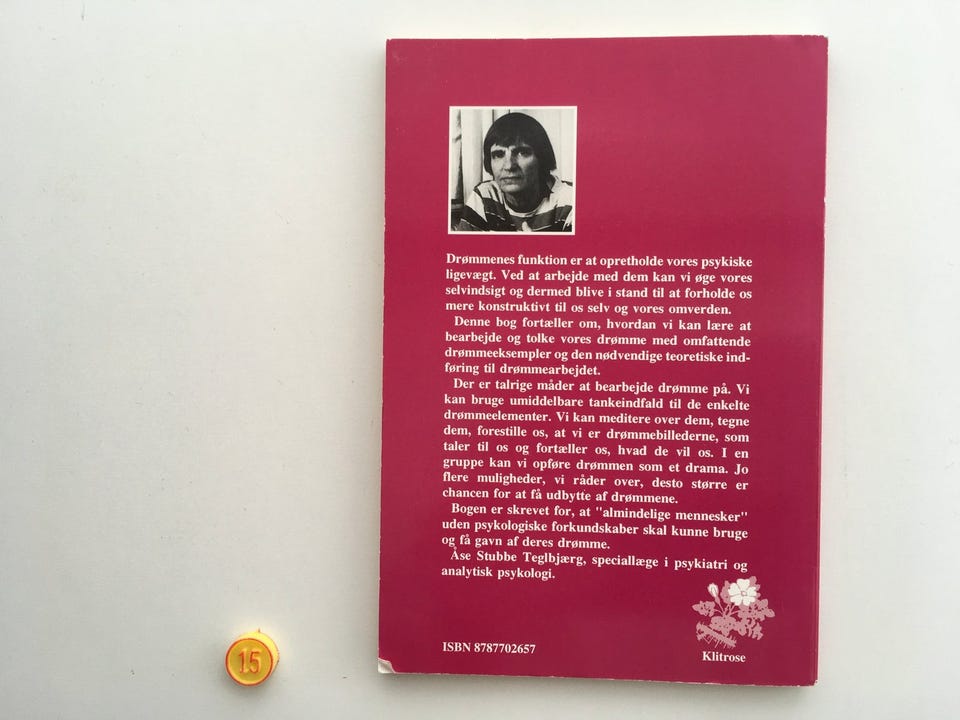 Drømmenes funktion er at opretholde vores psykiske
ligevægt. Ved at arbejde med dem kan vi øge vores
selvindsigt og dermed blive i stand til at forholde os
mere konstruktivt til os selv og vores omverden.
Denne bog fortæller om, hvordan vi kan lære at
bearbejde og tolke vores drømme med omfattende
drømmeeksempler og den nødvendige teoretiske ind-
føring til drømmearbejdet.
Der er talrige måder at bearbejde drømme på. Vi
kan bruge umiddelbare tankeindfald til de enkelte
drømmeelementer. Vi kan meditere over dem, tegne
dem, forestille os, at vi er drømmebillederne, som
taler til os og fortæller os, hvad de vil os. I en
gruppe kan vi opføre drømmen som et drama. Jo
flere muligheder, vi råder over, desto større er
chancen for at få udbytte af drømmene.
Bogen er skrevet for, at "almindelige mennesker"
uden psykologiske forkundskaber skal kunne bruge
og få gavn af deres drømme.
Åse Stubbe Teglbjærg, speciallæge i psykiatri og
analytisk psykologi.
ISBN 8787702657
Klitrose
15